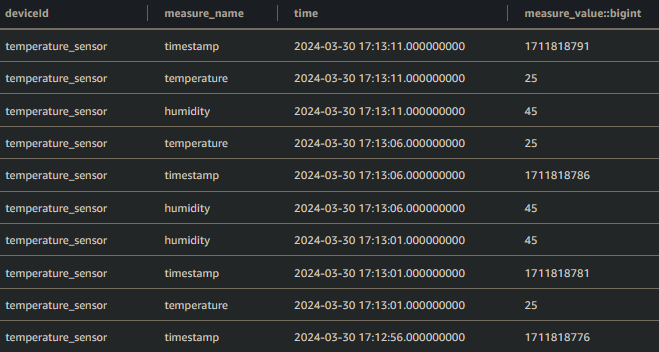 deviceId measure_name time measure_value::bigint
temperature_sensor timestamp 2024-03-30 17:13:11.000000000 1711818791
temperature_sensor temperature 2024-03-30 17:13:11.000000000 25
temperature_sensor humidity 2024-03-30 17:13:11.000000000 45
temperature_sensor temperature 2024-03-30 17:13:06.000000000 25
temperature_sensor timestamp 2024-03-30 17:13:06.000000000 1711818786
temperature_sensor humidity 2024-03-30 17:13:06.000000000 45
temperature_sensor humidity 2024-03-30 17:13:01.000000000 45
temperature_sensor timestamp 2024-03-30 17:13:01.000000000 1711818781
temperature_sensor temperature 2024-03-30 17:13:01.000000000 25
temperature_sensor timestamp 2024-03-30 17:12:56.000000000 1711818776